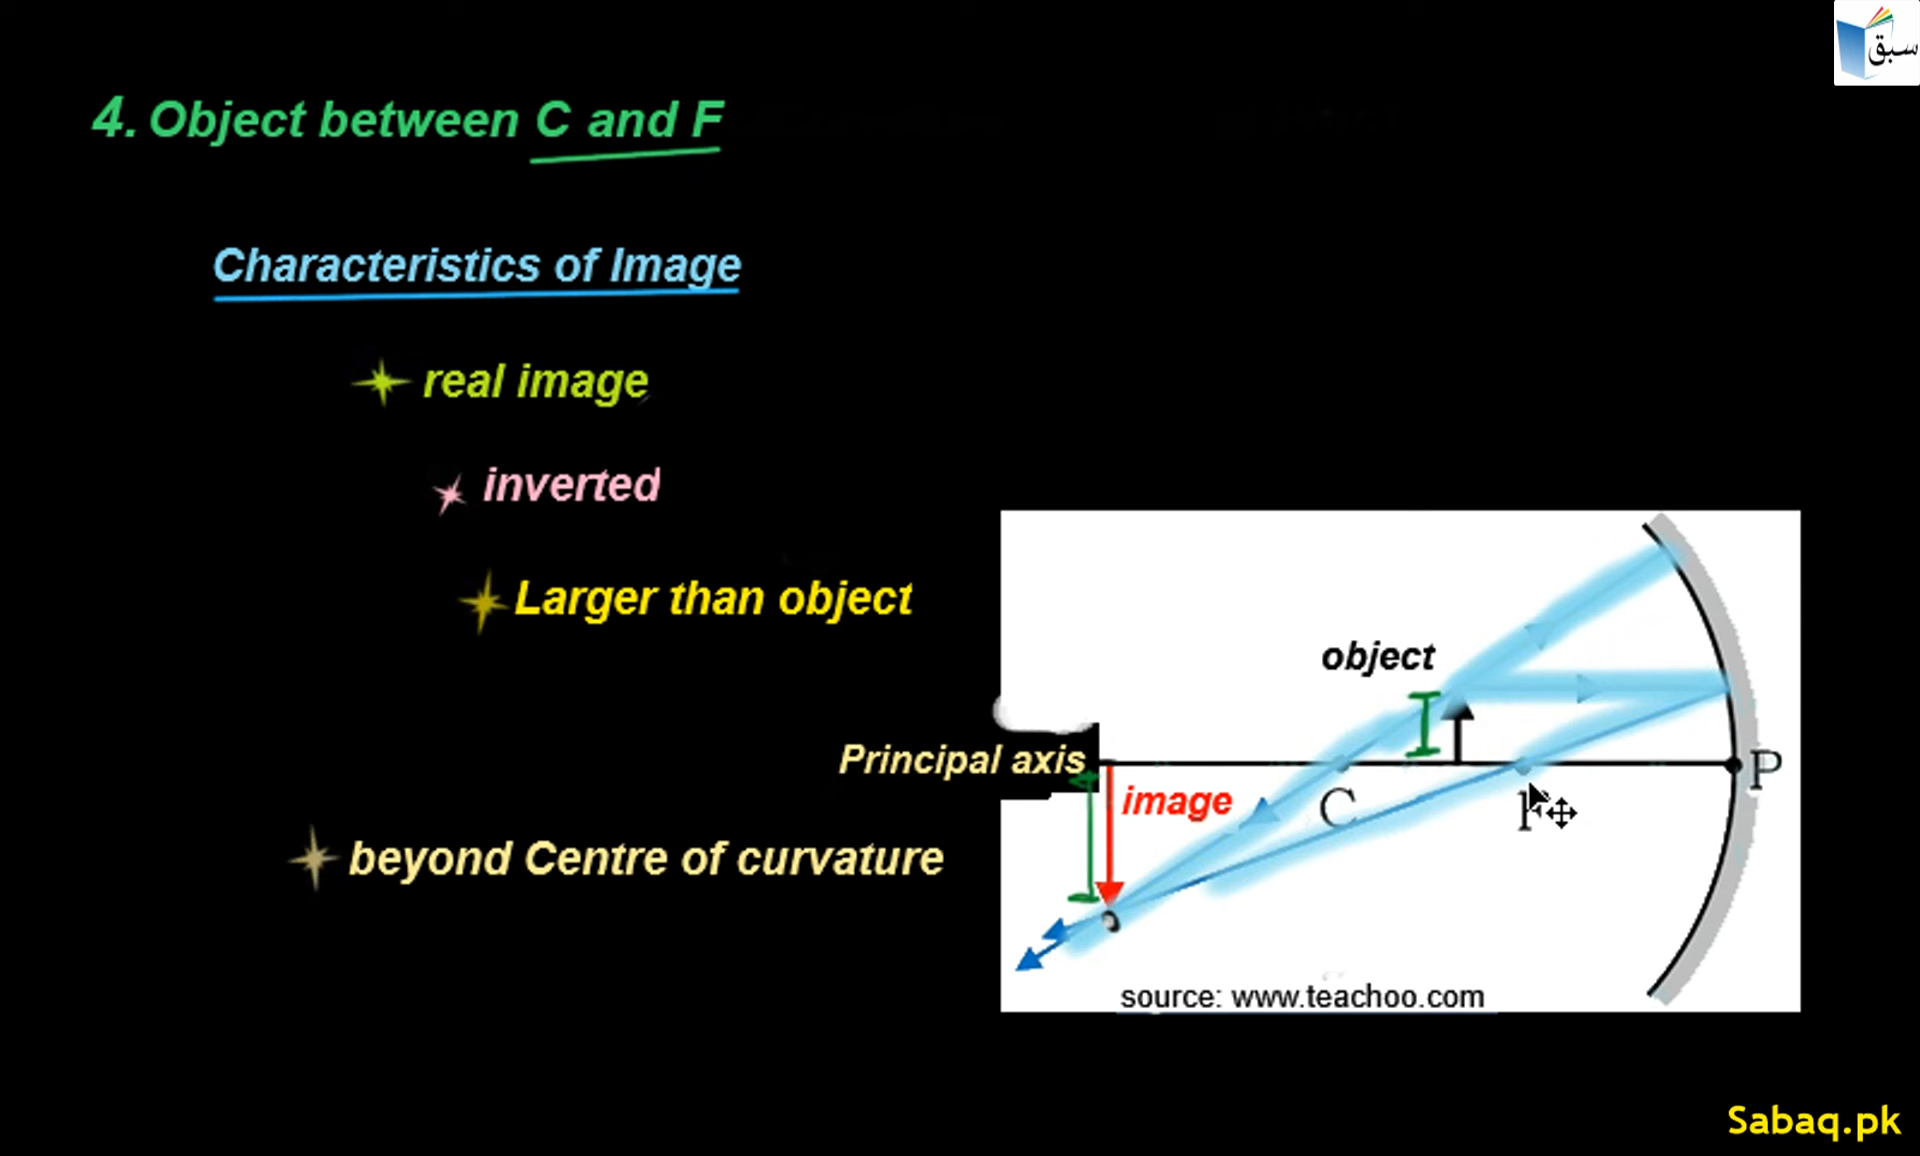 سبق
4. Object between C and F
Characteristics of Image
real image
inverted
Larger than object
object
Principal axis
P
image
C
F
beyond Centre of curvature
source: www.teachoo.com
Sabaq.pk